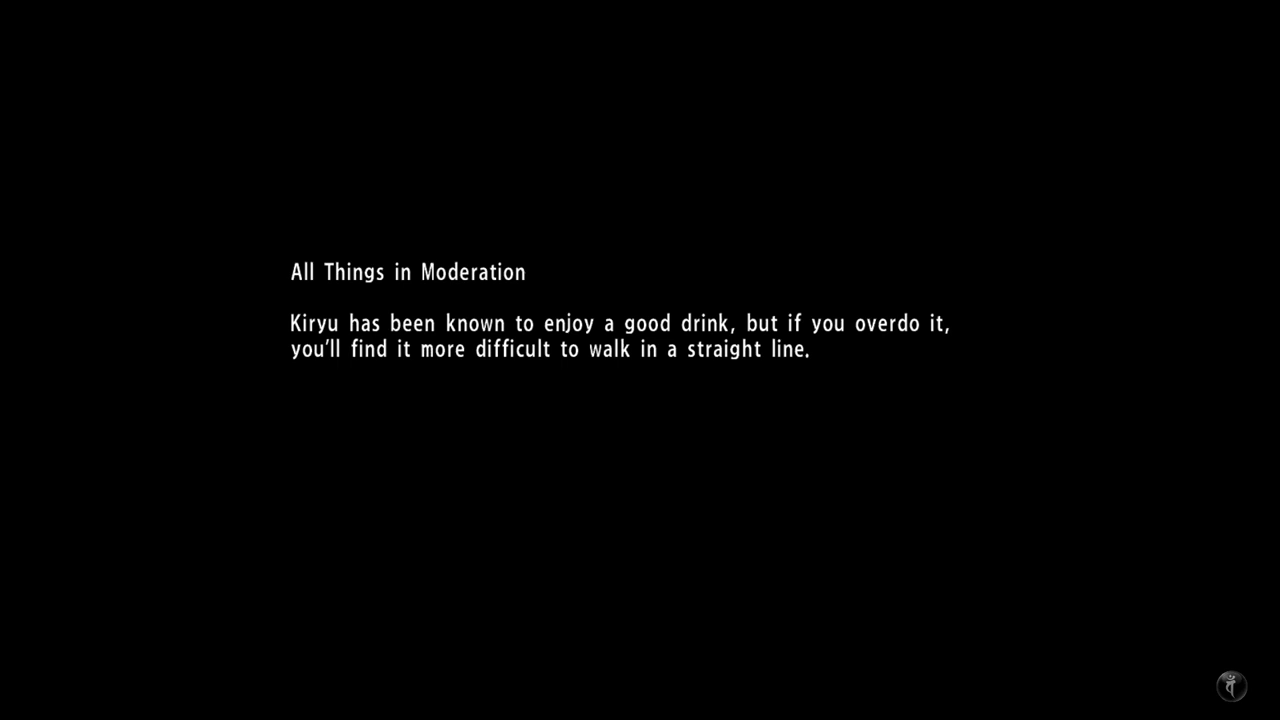 All Things in Moderation
Kiryu has been known to enjoy a good drink, but if you overdo it,
you'll find it more difficult to walk in a straight line.